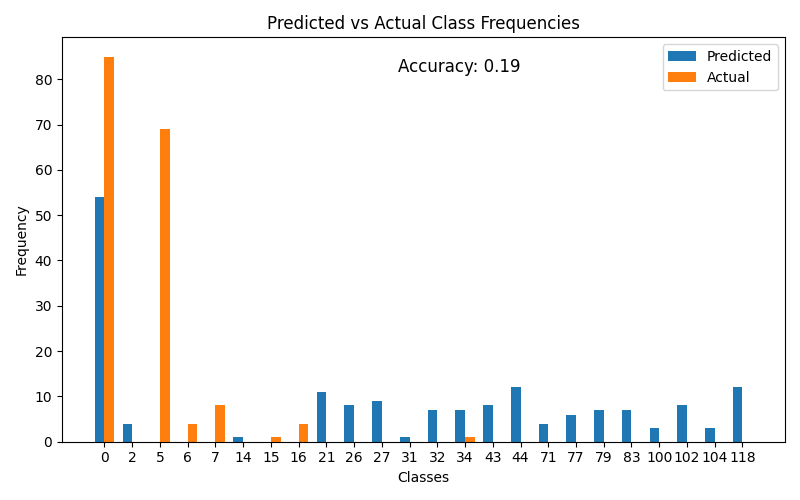 Predicted vs Actual Class Frequencies
Accuracy: 0.19
Predicted
Actual
Frequency
80
70
60
50
40
30
20
10
0
0 2 5 6 7 14 15 16 21 26 27 31 32 34 43 44 71 77 79 83 100 102 104 118
Classes